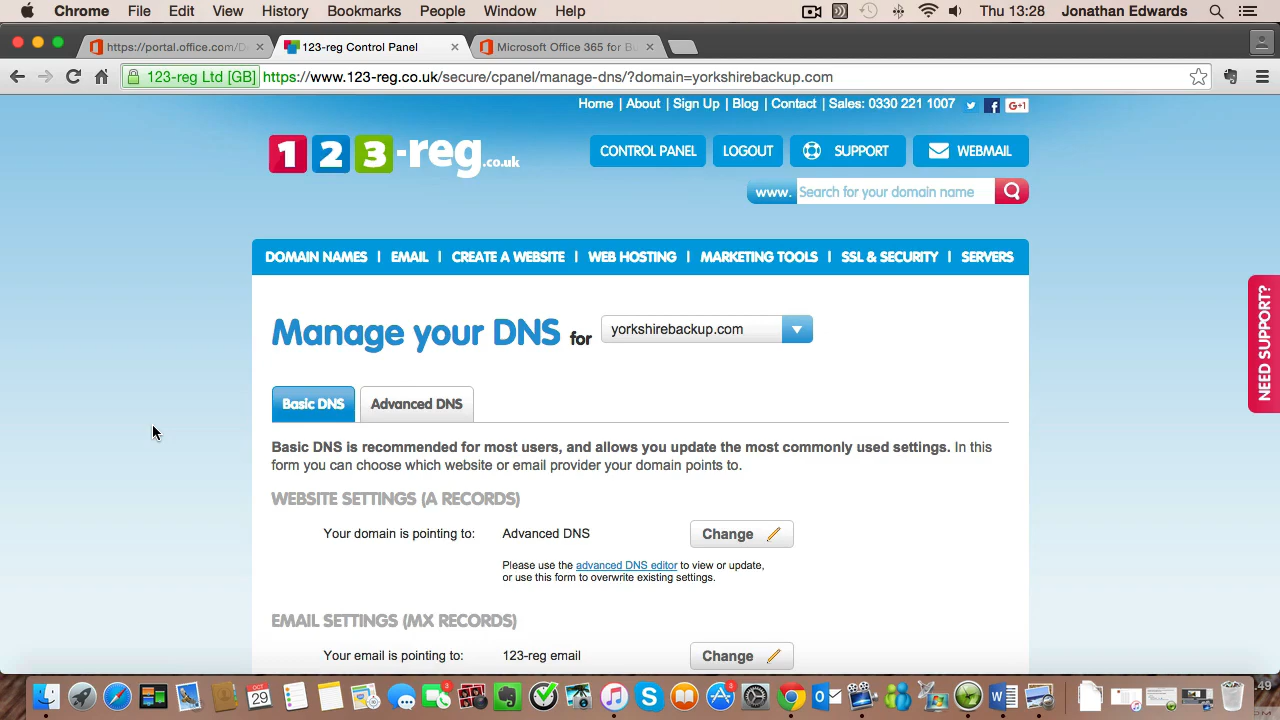 Chrome File Edit View History Bookmarks People Window Help Thu 13:28 Jonathan Edwards
https://portal.office.com/D 123-reg Control Panel Microsoft Office 365 for Bu
123-reg Ltd [GB] https://www.123-reg.co.uk/secure/cpanel/manage-dns/?domain=yorkshirebackup.com
Home | About | Sign Up | Blog | Contact | Sales: 0330 221 1007 G+1
123-reg.co.uk CONTROL PANEL LOGOUT SUPPORT WEBMAIL
www. Search for your domain name
DOMAIN NAMES | EMAIL | CREATE A WEBSITE | WEB HOSTING | MARKETING TOOLS | SSL & SECURITY | SERVERS
NEED SUPPORT?
Manage your DNS for yorkshirebackup.com
Basic DNS Advanced DNS
Basic DNS is recommended for most users, and allows you update the most commonly used settings. In this
form you can choose which website or email provider your domain points to.
WEBSITE SETTINGS (A RECORDS)
Your domain is pointing to: Advanced DNS Change
Please use the advanced DNS editor to view or update,
or use this form to overwrite existing settings.
EMAIL SETTINGS (MX RECORDS)
Your email is pointing to: 123-reg email Change
OCT
29